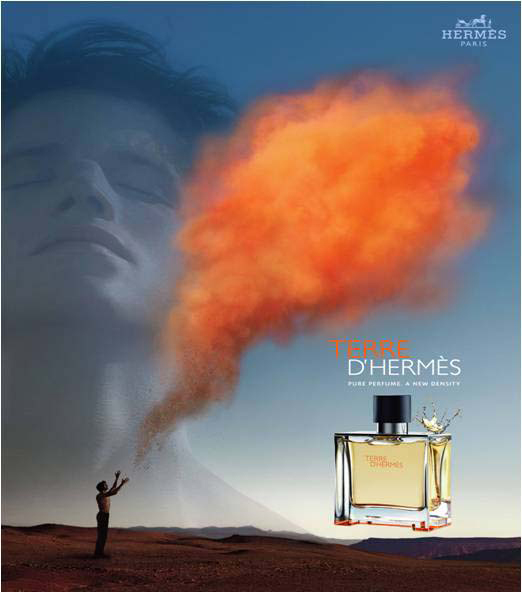 HERMÈS
PARIS
TERRE
D'HERMÈS
PURE PERFUME. A NEW DENSITY
TERRE
D'HERMÈS